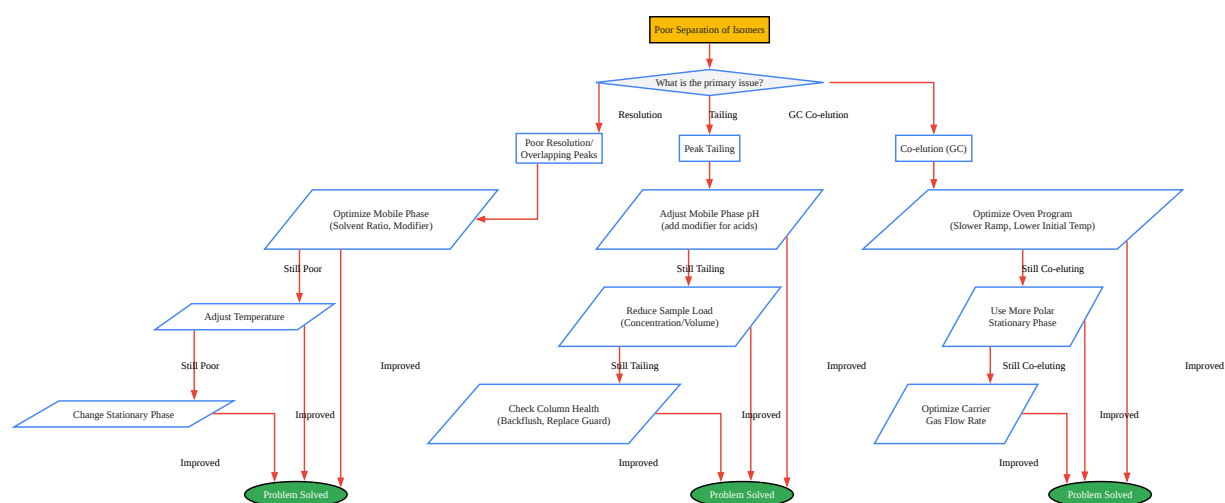 Poor Separation of Isomers
What is the primary issue?
Resolution
Tailing
GC Co-elution
Poor Resolution/
Overlapping Peaks
Peak Tailing
Co-elution (GC)
Optimize Mobile Phase
(Solvent Ratio, Modifier)
Adjust Mobile Phase pH
(add modifier for acids)
Optimize Oven Program
(Slower Ramp, Lower Initial Temp)
Still Poor
Still Tailing
Still Co-eluting
Adjust Temperature
Reduce Sample Load
(Concentration/Volume)
Use More Polar
Stationary Phase
Still Poor
Improved
Still Tailing
Improved
Still Co-eluting
Improved
Change Stationary Phase
Improved
Check Column Health
(Backflush, Replace Guard)
Improved
Optimize Carrier
Gas Flow Rate
Improved
Improved
Improved
Improved
Problem Solved
Problem Solved
Problem Solved